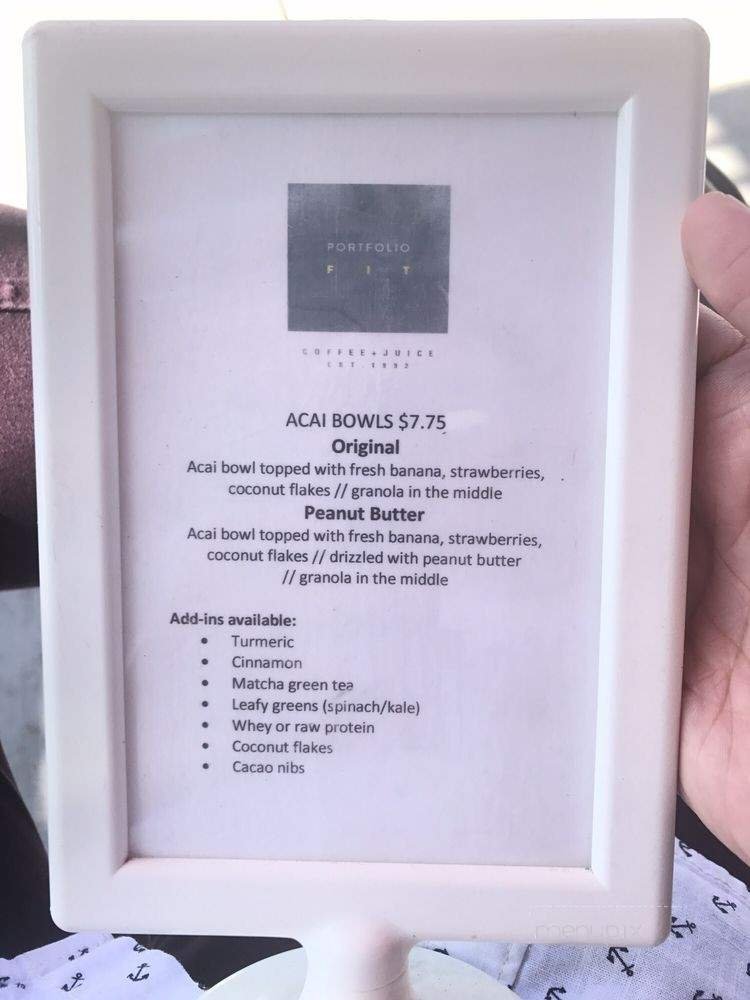 PORTFOLIO
F I T
COFFEE + JUICE
EST. 1992
ACAI BOWLS $7.75
Original
Acai bowl topped with fresh banana, strawberries,
coconut flakes // granola in the middle
Peanut Butter
Acai bowl topped with fresh banana, strawberries,
coconut flakes // drizzled with peanut butter
// granola in the middle
Add-ins available:
• Turmeric
• Cinnamon
• Matcha green tea
• Leafy greens (spinach/kale)
• Whey or raw protein
• Coconut flakes
• Cacao nibs
menupix